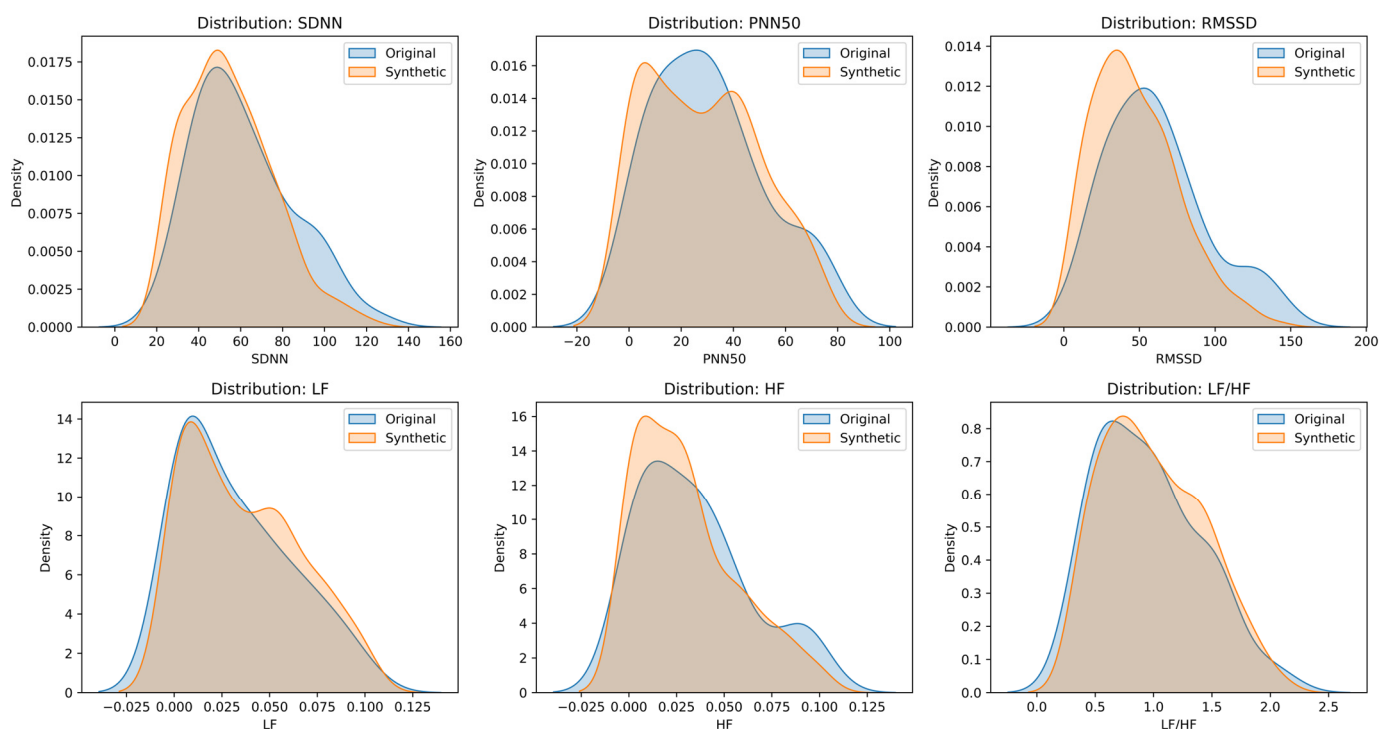 Distribution: SDNN
Original
Synthetic
Density
0.0175
0.0150
0.0125
0.0100
0.0075
0.0050
0.0025
0.0000
0 20 40 60 80 100 120 140 160
SDNN
Distribution: PNN50
Original
Synthetic
Density
0.016
0.014
0.012
0.010
0.008
0.006
0.004
0.002
0.000
−20 0 20 40 60 80 100
PNN50
Distribution: RMSSD
Original
Synthetic
Density
0.014
0.012
0.010
0.008
0.006
0.004
0.002
0.000
0 50 100 150 200
RMSSD
Distribution: LF
Original
Synthetic
Density
14
12
10
8
6
4
2
0
−0.025 0.000 0.025 0.050 0.075 0.100 0.125
LF
Distribution: HF
Original
Synthetic
Density
16
14
12
10
8
6
4
2
0
−0.025 0.000 0.025 0.050 0.075 0.100 0.125
HF
Distribution: LF/HF
Original
Synthetic
Density
0.8
0.7
0.6
0.5
0.4
0.3
0.2
0.1
0.0
0.0 0.5 1.0 1.5 2.0 2.5
LF/HF